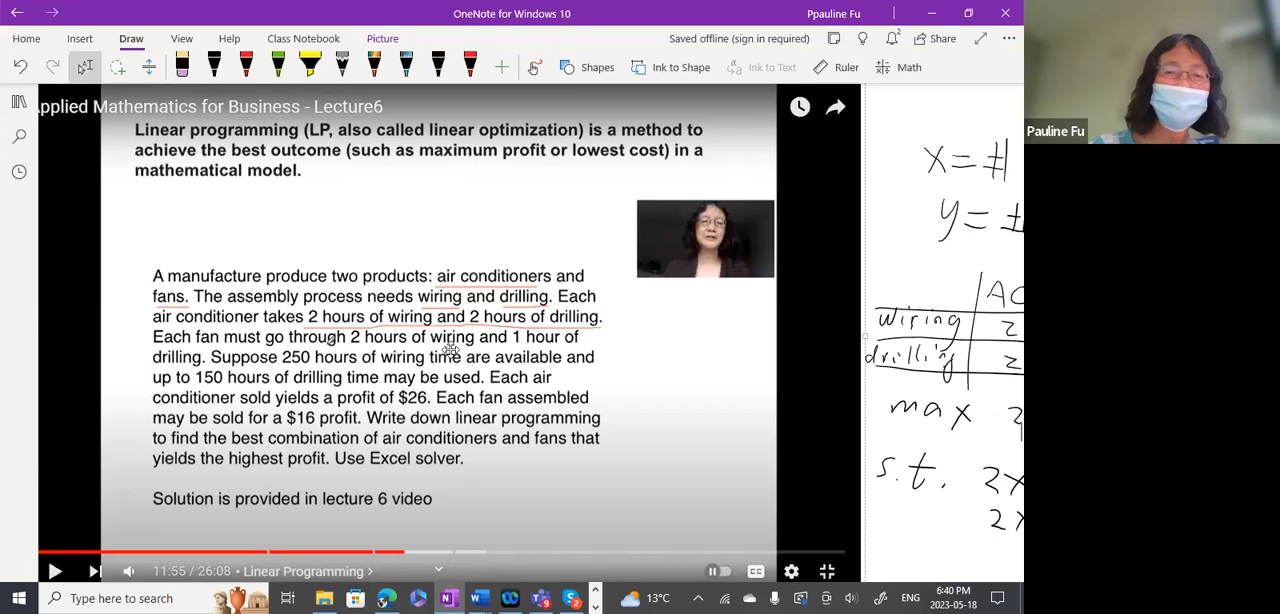 OneNote for Windows 10
Ppauline Fu
Home Insert Draw View Help Class Notebook Picture
Saved offline (sign in required)
Share
Shapes
Ink to Shape
Ink to Text
Ruler
Math
Applied Mathematics for Business - Lecture6
Linear programming (LP, also called linear optimization) is a method to
achieve the best outcome (such as maximum profit or lowest cost) in a
mathematical model.
A manufacture produce two products: air conditioners and
fans. The assembly process needs wiring and drilling. Each
air conditioner takes 2 hours of wiring and 2 hours of drilling.
Each fan must go through 2 hours of wiring and 1 hour of
drilling. Suppose 250 hours of wiring time are available and
up to 150 hours of drilling time may be used. Each air
conditioner sold yields a profit of $26. Each fan assembled
may be sold for a $16 profit. Write down linear programming
to find the best combination of air conditioners and fans that
yields the highest profit. Use Excel solver.
Solution is provided in lecture 6 video
11:55 / 26:08 • Linear Programming >
CC
x = #
y = #
AC
wiring 2
drilling 2
max
s.t. 2x
2x
Pauline Fu
Type here to search
13°C
ENG
6:40 PM
2023-05-18